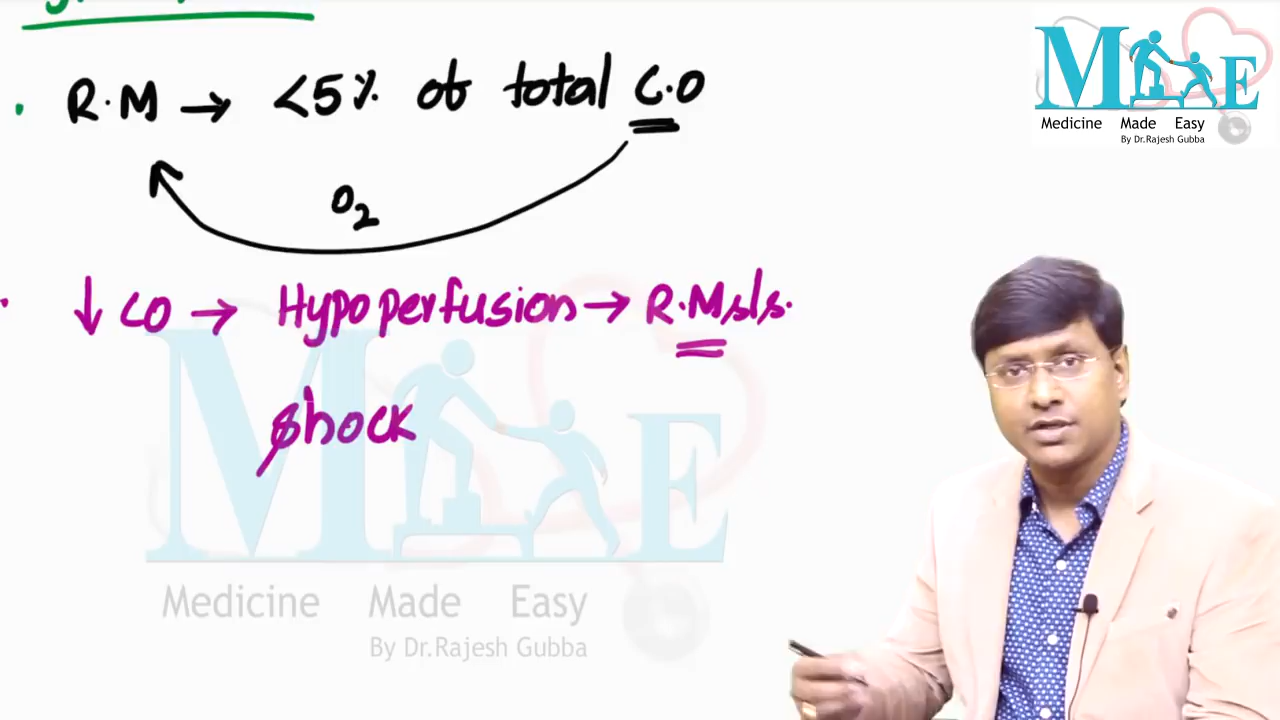 R.M → <5% of total C.O
O2
↓ CO → Hypoperfusion → R.M.s/s.
shock
M E
Medicine Made Easy
By Dr.Rajesh Gubba
M E
Medicine Made Easy
By Dr.Rajesh Gubba